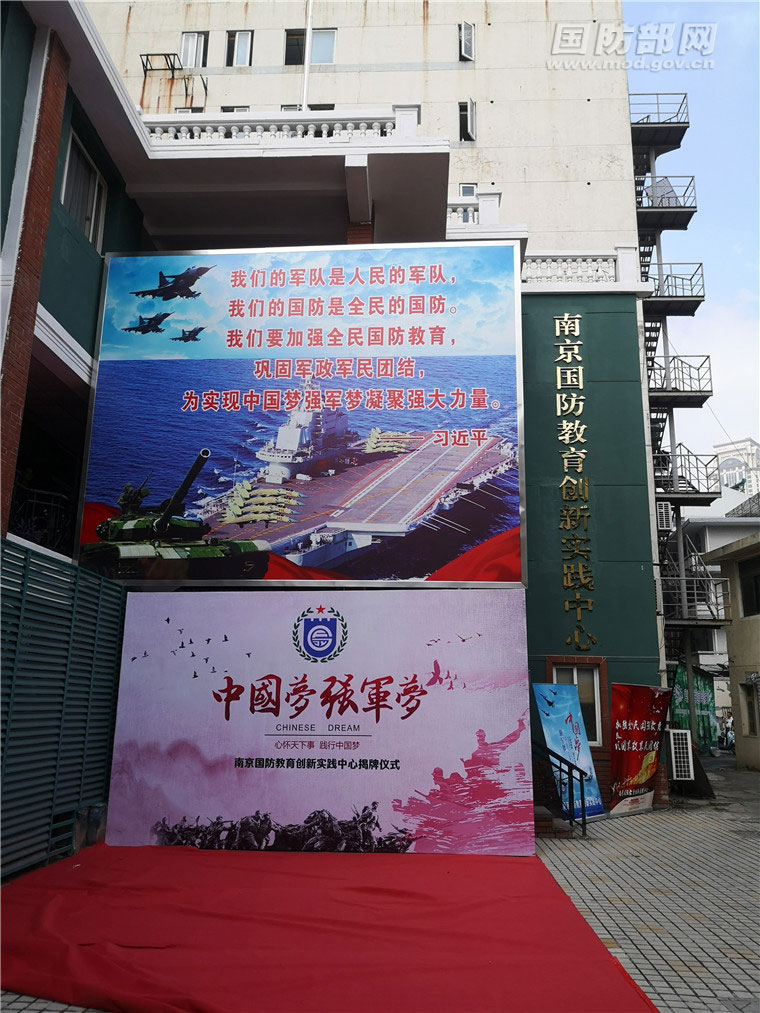 国防部网
www.mod.gov.cn
我们的军队是人民的军队，
我们的国防是全民的国防。
我们要加强全民国防教育，
巩固军政军民团结，
为实现中国梦强军梦凝聚强大力量。
习近平
南京国防教育创新实践中心
中國夢强軍夢
CHINESE DREAM
心怀天下事 践行中国梦
南京国防教育创新实践中心揭牌仪式